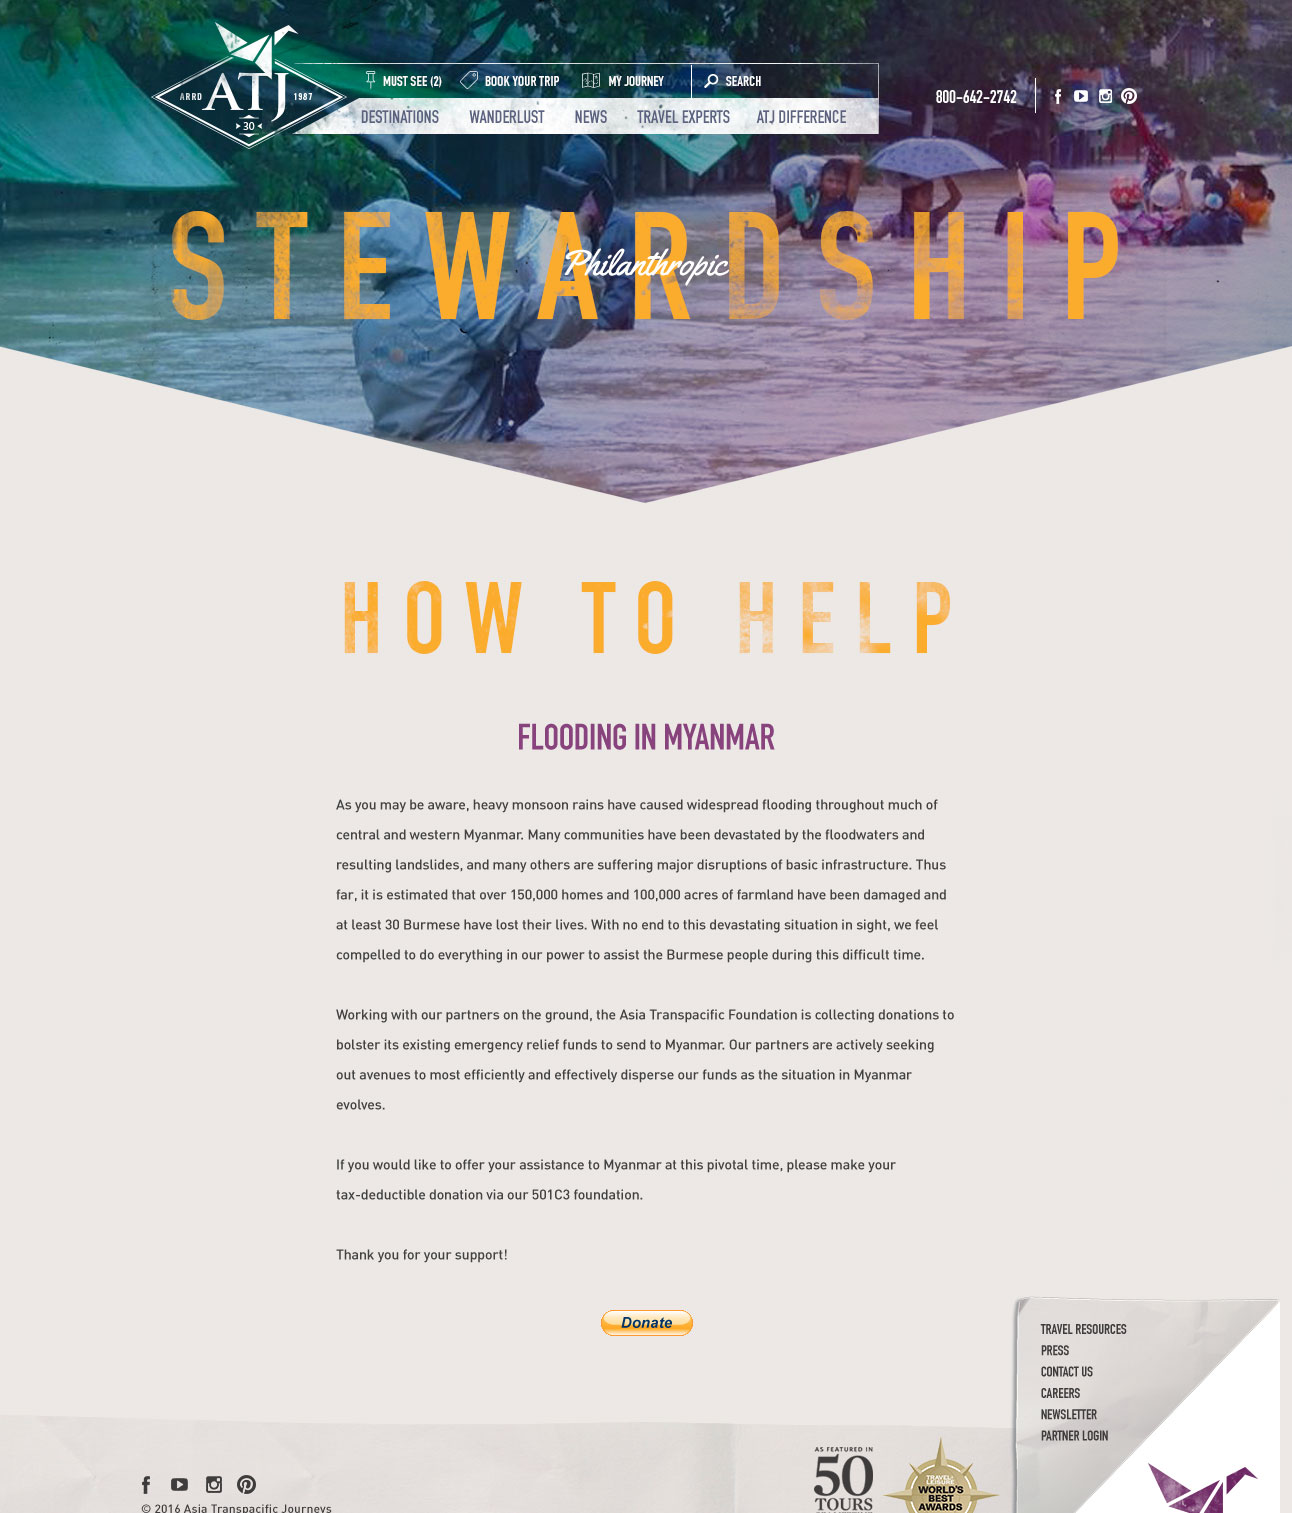 ARRD ATJ 1987
30
MUST SEE (2)
BOOK YOUR TRIP
MY JOURNEY
SEARCH
DESTINATIONS
WANDERLUST
NEWS
TRAVEL EXPERTS
ATJ DIFFERENCE
800-642-2742
STEWARDSHIP
Philanthropic
HOW TO HELP
FLOODING IN MYANMAR
As you may be aware, heavy monsoon rains have caused widespread flooding throughout much of
central and western Myanmar. Many communities have been devastated by the floodwaters and
resulting landslides, and many others are suffering major disruptions of basic infrastructure. Thus
far, it is estimated that over 150,000 homes and 100,000 acres of farmland have been damaged and
at least 30 Burmese have lost their lives. With no end to this devastating situation in sight, we feel
compelled to do everything in our power to assist the Burmese people during this difficult time.
Working with our partners on the ground, the Asia Transpacific Foundation is collecting donations to
bolster its existing emergency relief funds to send to Myanmar. Our partners are actively seeking
out avenues to most efficiently and effectively disperse our funds as the situation in Myanmar
evolves.
If you would like to offer your assistance to Myanmar at this pivotal time, please make your
tax-deductible donation via our 501C3 foundation.
Thank you for your support!
Donate
TRAVEL RESOURCES
PRESS
CONTACT US
CAREERS
NEWSLETTER
PARTNER LOGIN
AS FEATURED IN
50
TOURS
TRAVEL+
LEISURE
WORLD'S
BEST
AWARDS
© 2016 Asia Transpacific Journeys